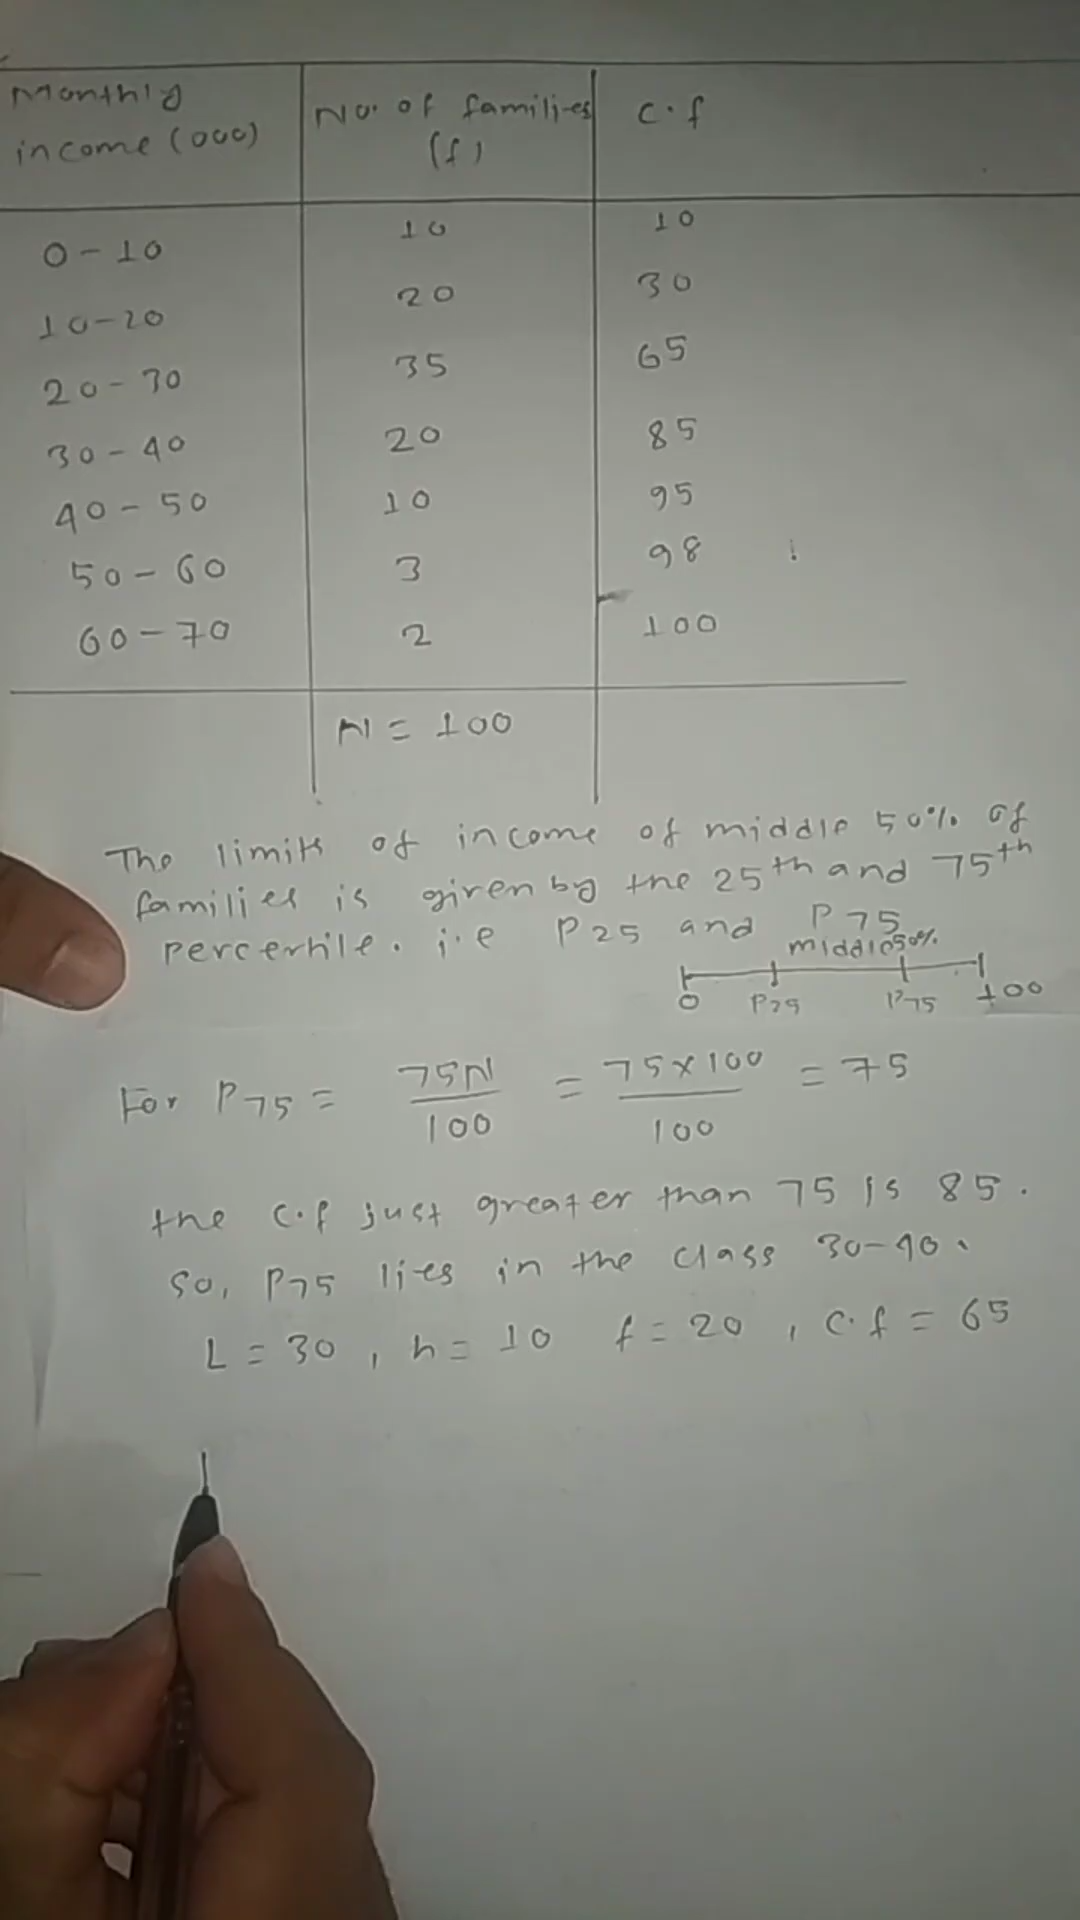 Monthly income (000) No. of families (f) c.f
0-10 10 10
10-20 20 30
20-30 35 65
30-40 20 85
40-50 10 95
50-60 3 98
60-70 2 100
N = 100
The limits of income of middle 50% of
families is given by the 25th and 75th
percentile. i.e P25 and P75
middle 50%
0 P25 P75 100
For P75 = 75N/100 = 75×100/100 = 75
the c.f just greater than 75 is 85.
so, P75 lies in the class 30-40.
L = 30, h = 10 f = 20, c.f = 65